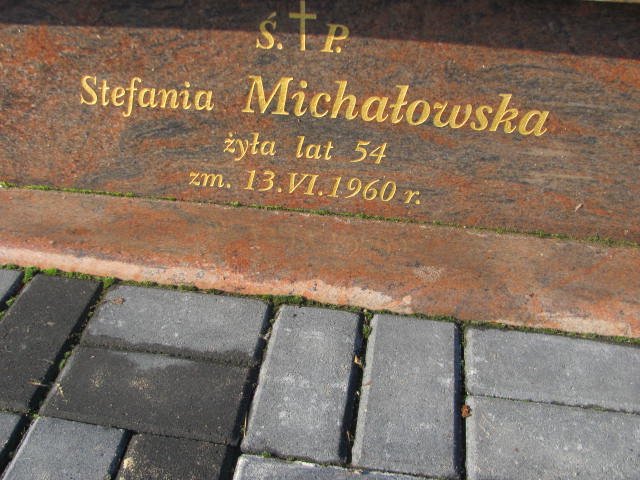 Ś. P.
Stefania Michałowska
żyła lat 54
zm. 13.VI.1960 r.